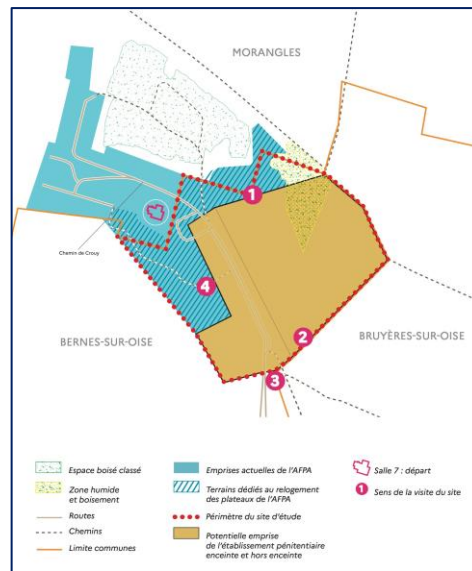 MORANGLES
1
Chemin de Crouy
4
BERNES-SUR-OISE
2
BRUYÈRES-SUR-OISE
3
Espace boisé classé
Zone humide
et boisement
Routes
Chemins
Limite communes
Emprises actuelles de l'AFPA
Terrains dédiés au relogement
des plateaux de l'AFPA
Périmètre du site d'étude
Potentielle emprise
de l'établissement pénitentiaire
enceinte et hors enceinte
Salle 7 : départ
1
Sens de la visite du site